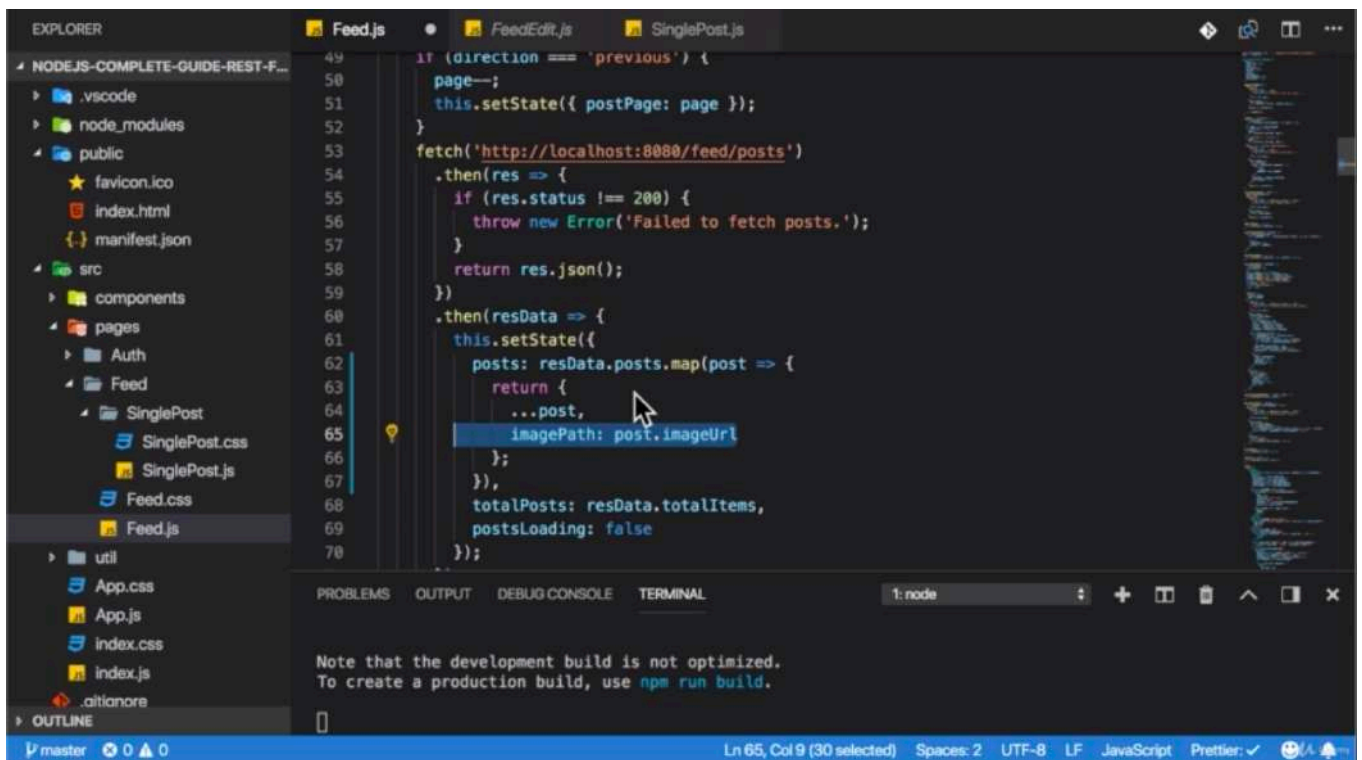 EXPLORER
NODEJS-COMPLETE-GUIDE-REST-F...
.vscode
node_modules
public
favicon.ico
index.html
manifest.json
src
components
pages
Auth
Feed
SinglePost
SinglePost.css
SinglePost.js
Feed.css
Feed.js
util
App.css
App.js
index.css
index.js
.gitignore
OUTLINE
Feed.js
FeedEdit.js
SinglePost.js
49 if (direction === 'previous') {
50 page--;
51 this.setState({ postPage: page });
52 }
53 fetch('http://localhost:8080/feed/posts')
54 .then(res => {
55 if (res.status !== 200) {
56 throw new Error('Failed to fetch posts.');
57 }
58 return res.json();
59 })
60 .then(resData => {
61 this.setState({
62 posts: resData.posts.map(post => {
63 return {
64 ...post,
65 imagePath: post.imageUrl
66 };
67 }),
68 totalPosts: resData.totalItems,
69 postsLoading: false
70 });
PROBLEMS OUTPUT DEBUG CONSOLE TERMINAL 1: node
Note that the development build is not optimized.
To create a production build, use npm run build.
master 0 0 Ln 65, Col 9 (30 selected) Spaces: 2 UTF-8 LF JavaScript Prettier: ✓